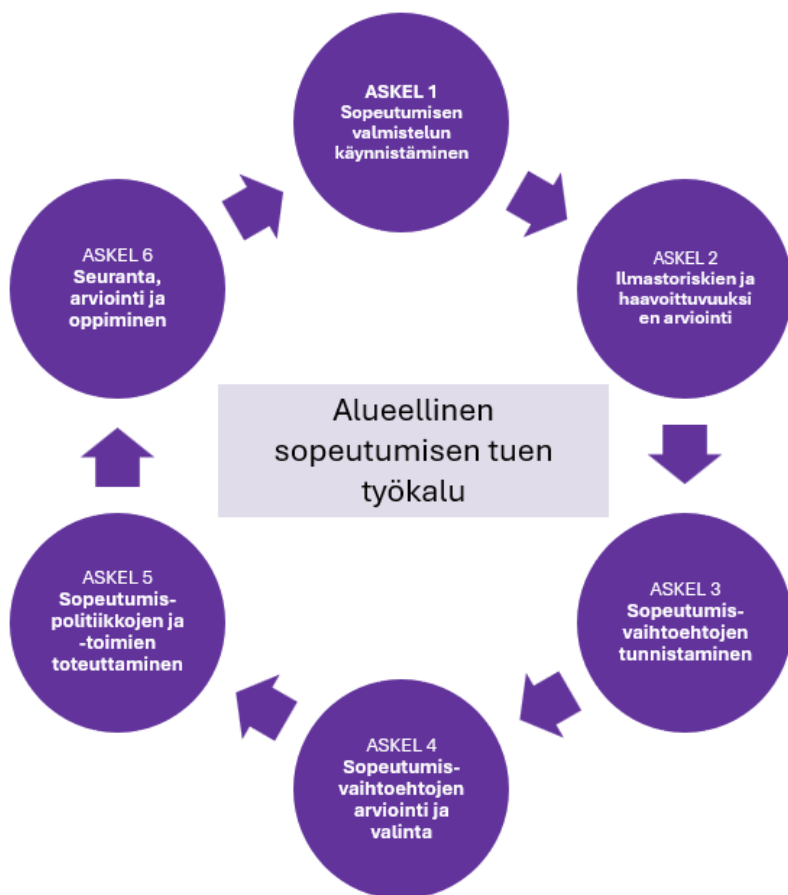 ASKEL 1
Sopeutumisen
valmistelun
käynnistäminen
ASKEL 2
Ilmastoriskien ja
haavoittuvuuksi
en arviointi
ASKEL 3
Sopeutumis-
vaihtoehtojen
tunnistaminen
ASKEL 4
Sopeutumis-
vaihtoehtojen
arviointi ja
valinta
ASKEL 5
Sopeutumis-
politiikkojen ja
-toimien
toteuttaminen
ASKEL 6
Seuranta,
arviointi ja
oppiminen
Alueellinen
sopeutumisen tuen
työkalu